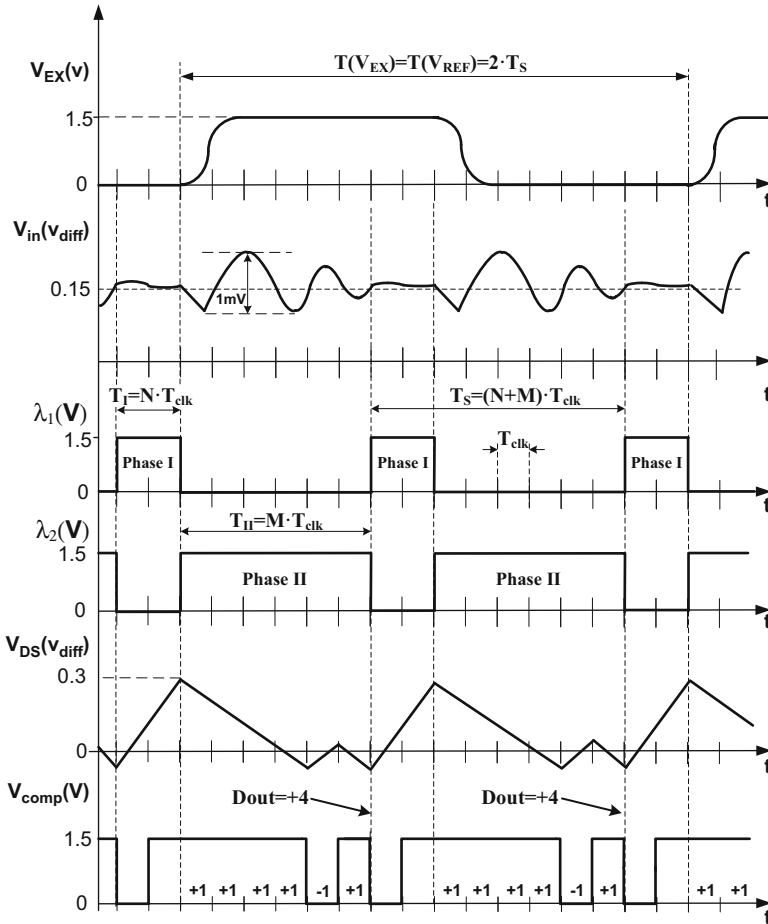 V_EX(v)
T(V_EX)=T(V_REF)=2·T_S
1.5
0
t
V_in(v_diff)
0.15
1mV
t
T_I=N·T_clk
T_S=(N+M)·T_clk
λ_1(V)
1.5
Phase I
Phase I
T_clk
Phase I
0
t
λ_2(V)
T_II=M·T_clk
1.5
Phase II
Phase II
0
t
V_DS(v_diff)
0.3
0
t
V_comp(V)
Dout=+4
Dout=+4
1.5
+1 +1 +1 +1 -1 +1 +1 +1 +1 +1 -1 +1 +1 +1
0
t